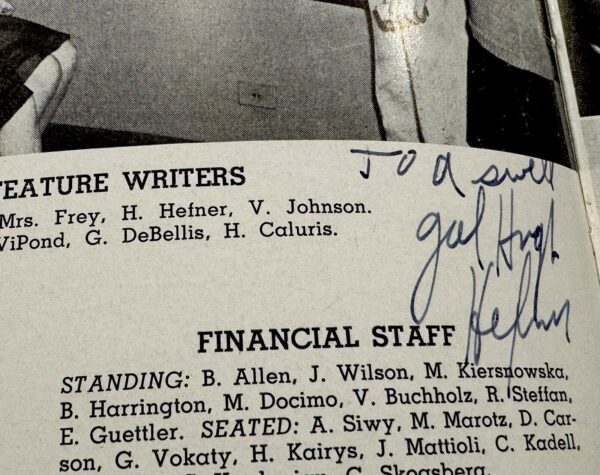 FEATURE WRITERS
Mrs. Frey, H. Hefner, V. Johnson.
ViPond, G. DeBellis, H. Caluris.
To a swell
gal Hugh
Hefner
FINANCIAL STAFF
STANDING: B. Allen, J. Wilson, M. Kiersnowska,
B. Harrington, M. Docimo, V. Buchholz, R. Steffan,
E. Guettler. SEATED: A. Siwy, M. Marotz, D. Car-
son, G. Vokaty, H. Kairys, J. Mattioli, C. Kadell,
G. Skogsberg